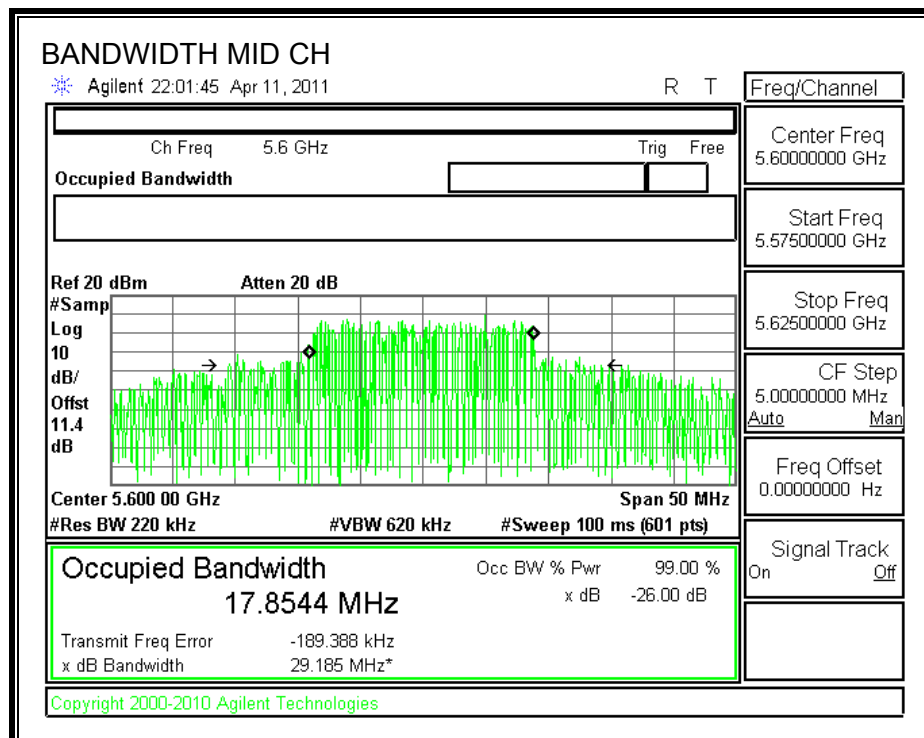 BANDWIDTH MID CH
Agilent 22:01:45 Apr 11, 2011 R T
Freq/Channel
Ch Freq 5.6 GHz Trig Free
Occupied Bandwidth
Center Freq
5.60000000 GHz
Start Freq
5.57500000 GHz
Stop Freq
5.62500000 GHz
CF Step
5.00000000 MHz
Auto Man
Freq Offset
0.00000000 Hz
Signal Track
On Off
Ref 20 dBm Atten 20 dB
#Samp
Log
10
dB/
Offst
11.4
dB
Center 5.600 00 GHz Span 50 MHz
#Res BW 220 kHz #VBW 620 kHz #Sweep 100 ms (601 pts)
Occupied Bandwidth Occ BW % Pwr 99.00 %
17.8544 MHz x dB -26.00 dB
Transmit Freq Error -189.388 kHz
x dB Bandwidth 29.185 MHz*
Copyright 2000-2010 Agilent Technologies